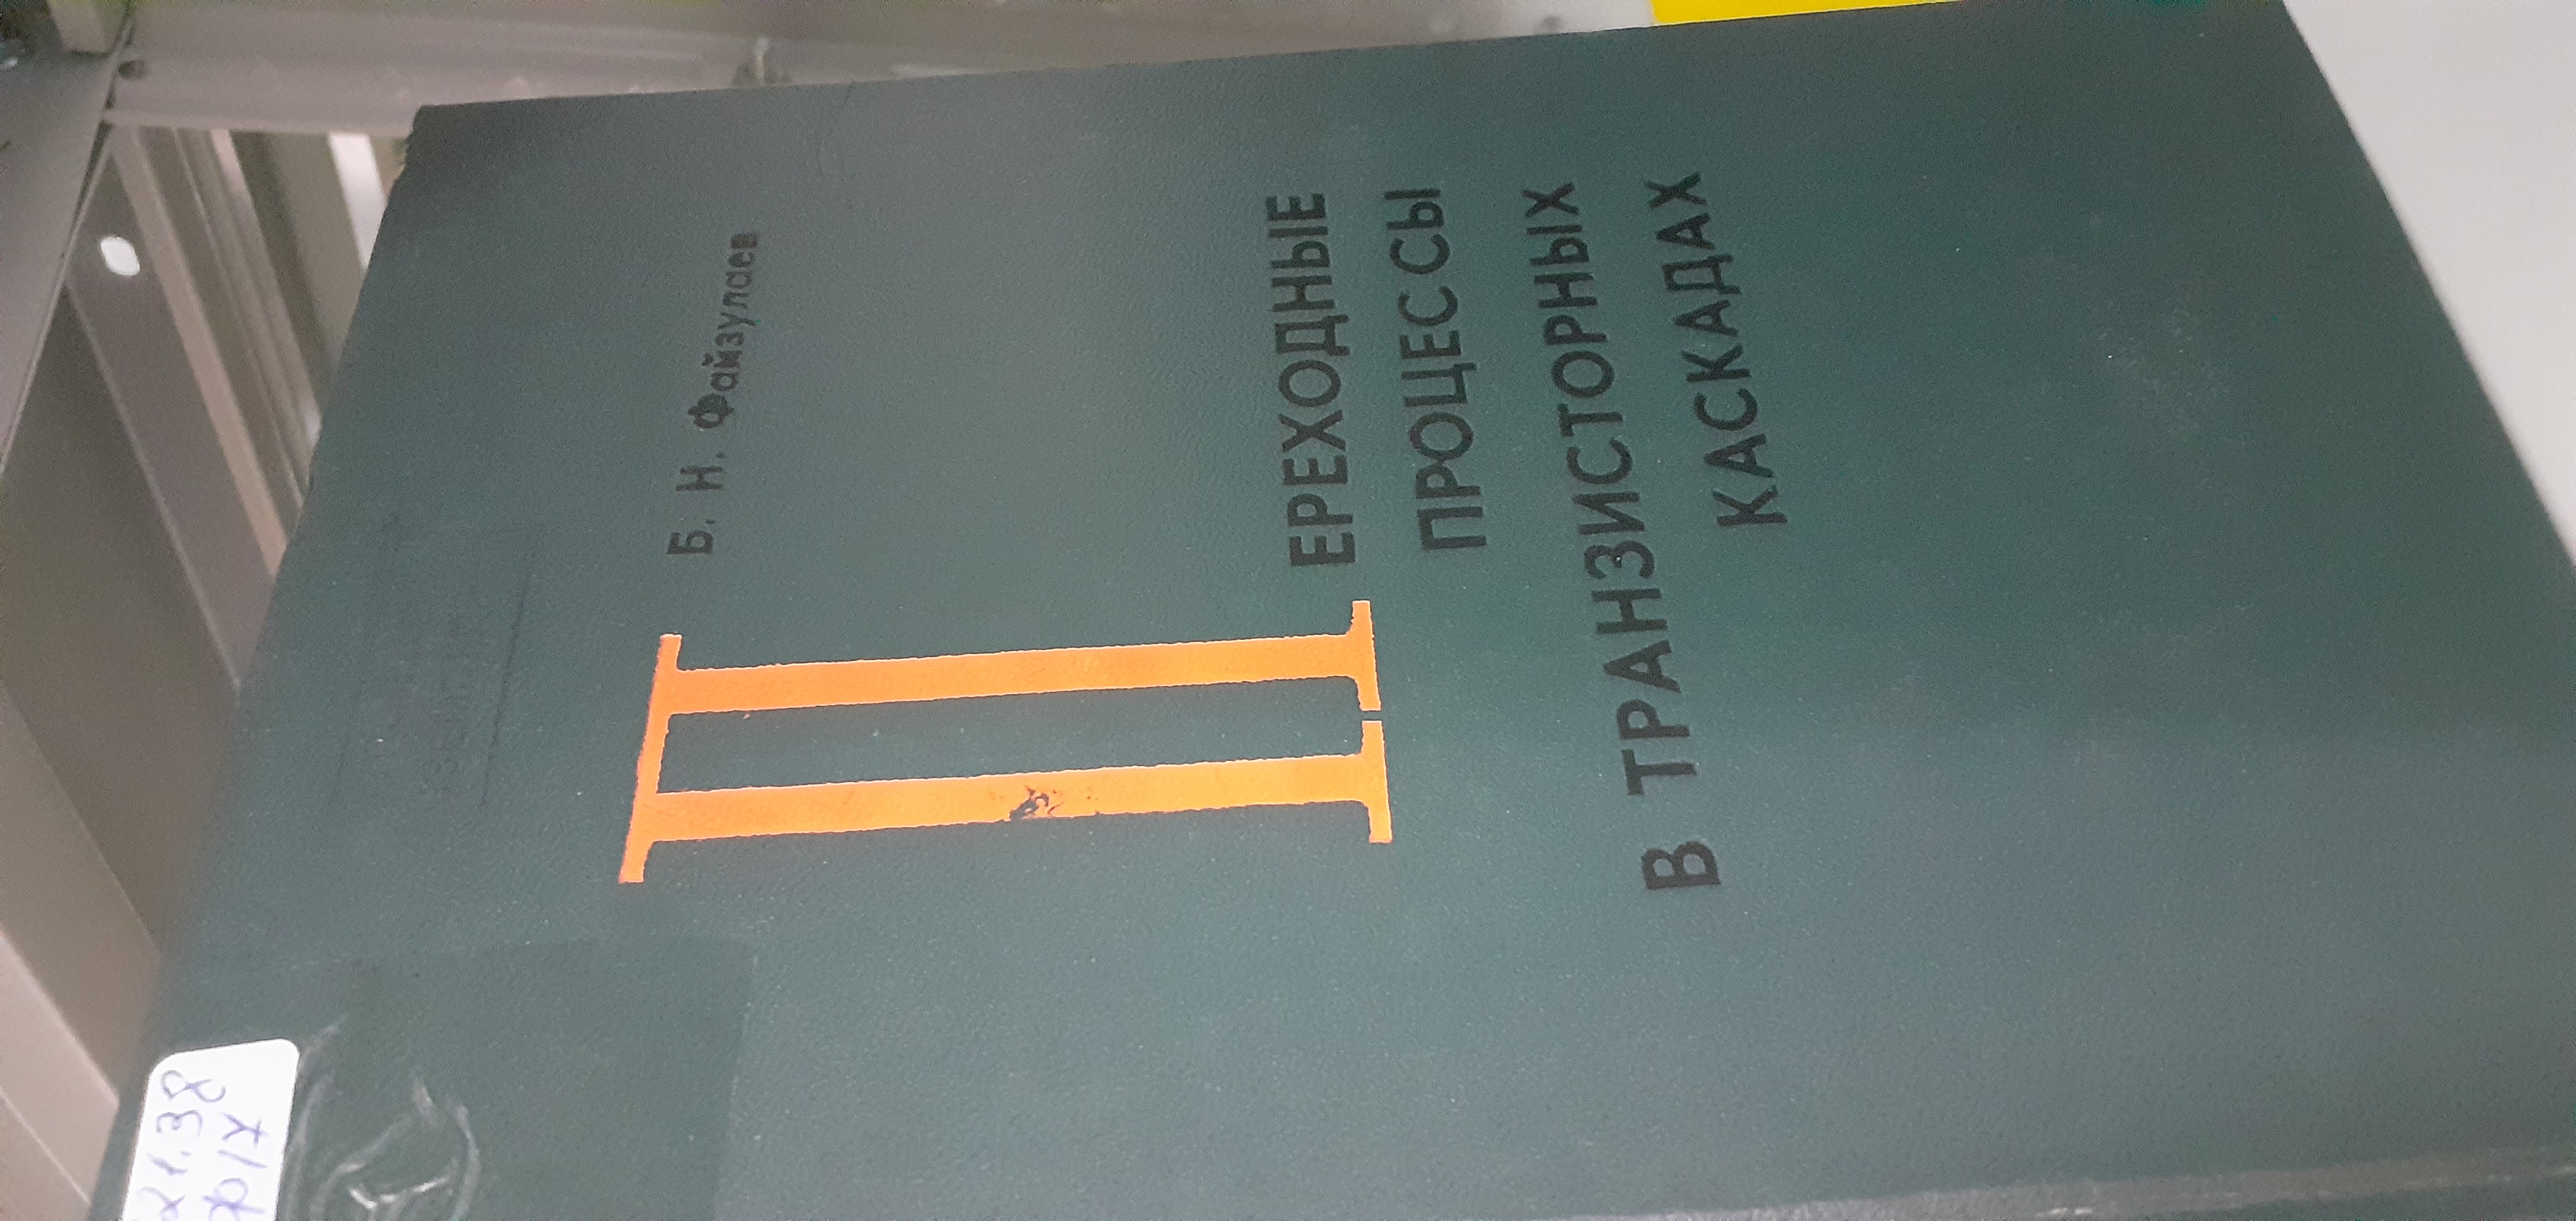 Б. Н. Файзулаев
ПЕРЕХОДНЫЕ
ПРОЦЕССЫ
В ТРАНЗИСТОРНЫХ
КАСКАДАХ